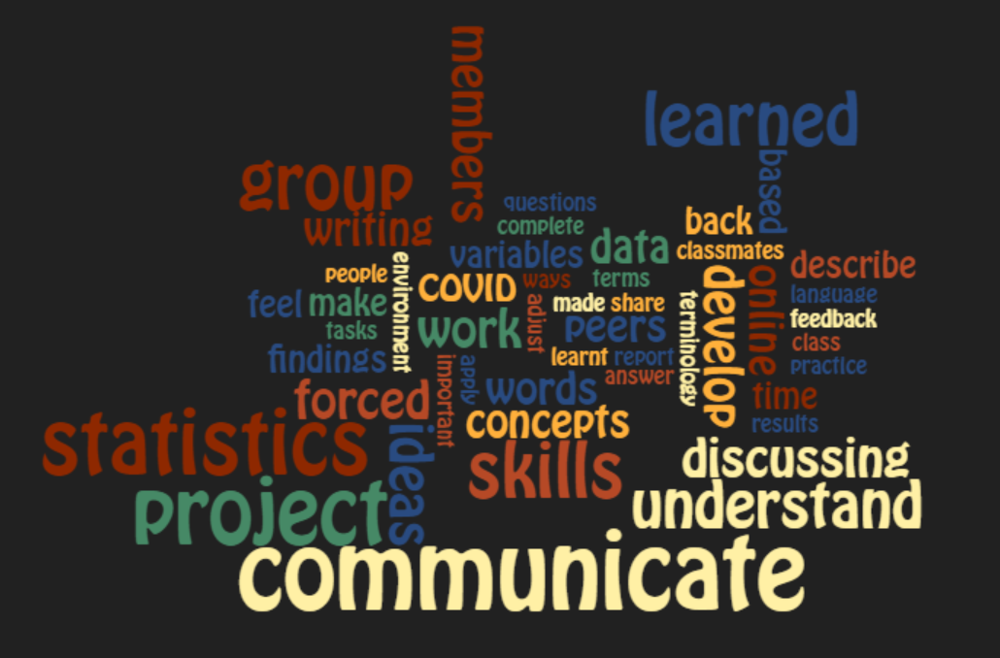 members
learned
based
group
writing
questions
complete
back
variables
data
classmates
describe
people
environment
COVID
ways
terms
develop
online
language
feel
make
adjust
made
share
terminology
feedback
tasks
work
peers
class
findings
important
apply
learnt
report
practice
answer
forced
words
time
statistics
ideas
concepts
results
skills
discussing
project
understand
communicate